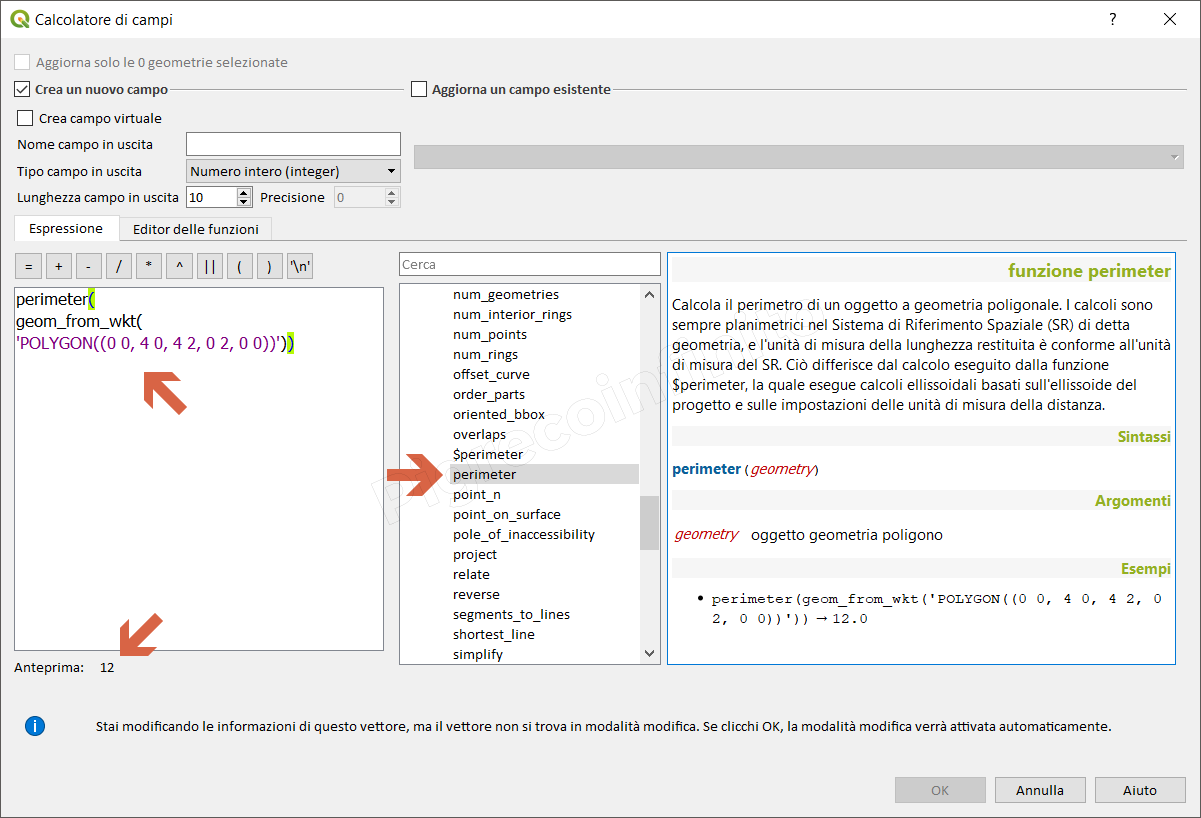 Calcolatore di campi
?
Aggiorna solo le 0 geometrie selezionate
Crea un nuovo campo
Aggiorna un campo esistente
Crea campo virtuale
Nome campo in uscita
Tipo campo in uscita
Numero intero (integer)
Lunghezza campo in uscita
10
Precisione
0
Espressione
Editor delle funzioni
= + - / * ^ || ( ) '\n'
perimeter(
geom_from_wkt(
'POLYGON((0 0, 4 0, 4 2, 0 2, 0 0))'))
Anteprima: 12
Cerca
num_geometries
num_interior_rings
num_points
num_rings
offset_curve
order_parts
oriented_bbox
overlaps
$perimeter
perimeter
point_n
point_on_surface
pole_of_inaccessibility
project
relate
reverse
segments_to_lines
shortest_line
simplify
funzione perimeter
Calcola il perimetro di un oggetto a geometria poligonale. I calcoli sono
sempre planimetrici nel Sistema di Riferimento Spaziale (SR) di detta
geometria, e l'unità di misura della lunghezza restituita è conforme all'unità
di misura del SR. Ciò differisce dal calcolo eseguito dalla funzione
$perimeter, la quale esegue calcoli ellissoidali basati sull'ellissoide del
progetto e sulle impostazioni delle unità di misura della distanza.
Sintassi
perimeter (geometry)
Argomenti
geometry oggetto geometria poligono
Esempi
• perimeter(geom_from_wkt('POLYGON((0 0, 4 0, 4 2, 0
2, 0 0))')) → 12.0
Stai modificando le informazioni di questo vettore, ma il vettore non si trova in modalità modifica. Se clicchi OK, la modalità modifica verrà attivata automaticamente.
OK
Annulla
Aiuto